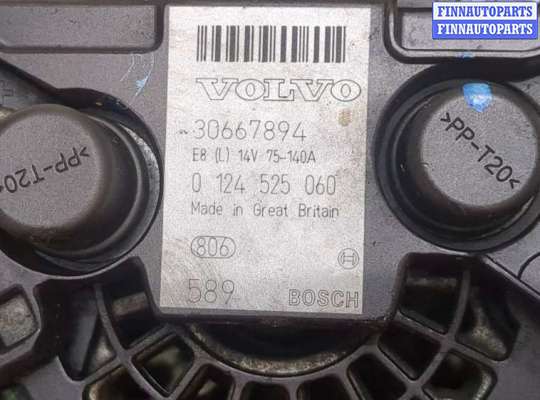 FINNAUTOPARTS
FINNAUTOPARTS
VOLVO
30667894
E8 (L) 14V 75-140A
0 124 525 060
Made in Great Britain
806
589
BOSCH
>PP-T20<
>PP-T20<